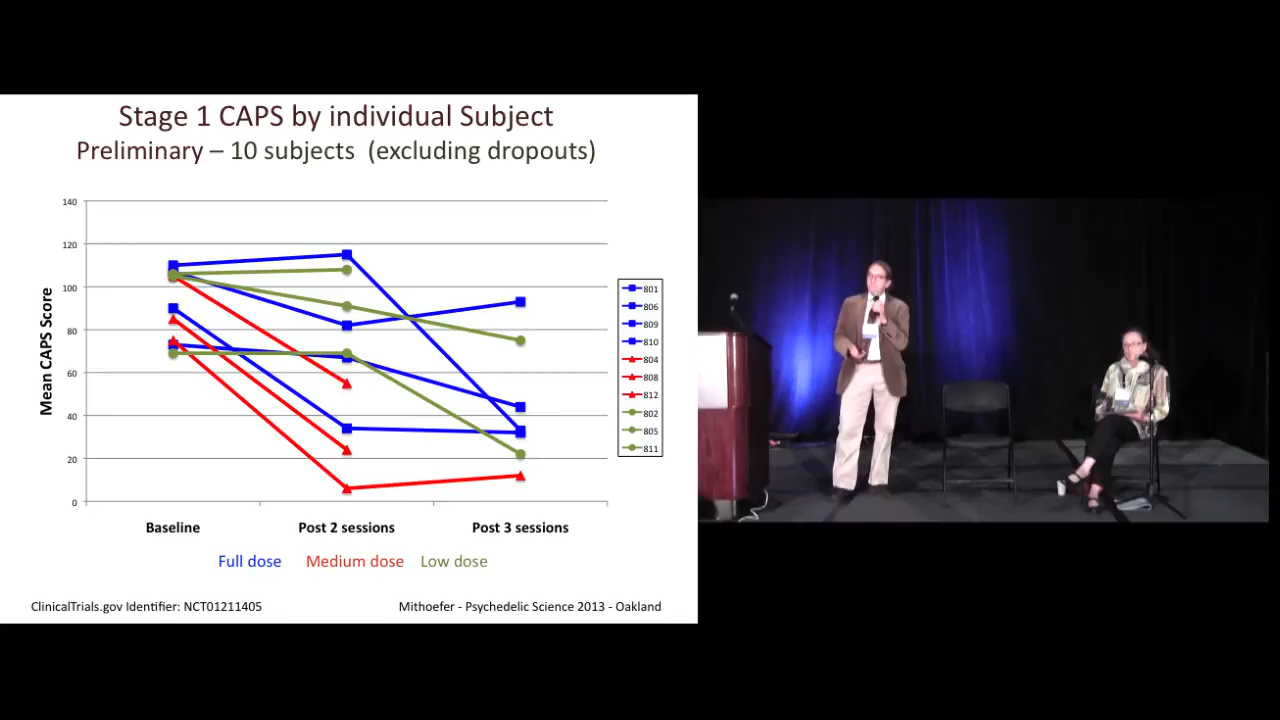 Stage 1 CAPS by individual Subject
Preliminary – 10 subjects (excluding dropouts)
Mean CAPS Score
140
120
100
80
60
40
20
0
Baseline
Post 2 sessions
Post 3 sessions
801
806
809
810
804
808
812
802
805
811
Full dose
Medium dose
Low dose
ClinicalTrials.gov Identifier: NCT01211405
Mithoefer - Psychedelic Science 2013 - Oakland